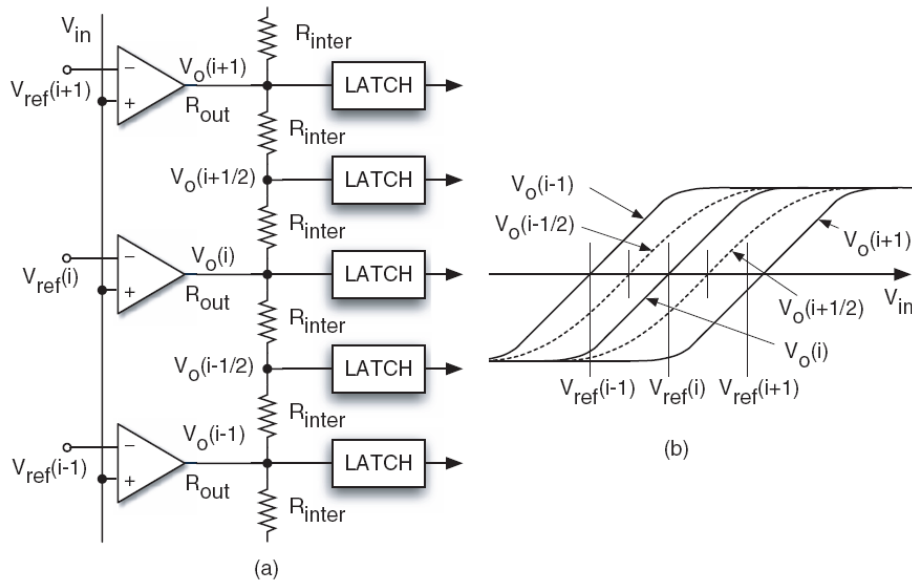 V_in
R_inter
V_o(i+1)
LATCH
V_ref(i+1)
R_out
R_inter
V_o(i+1/2)
LATCH
R_inter
V_o(i)
LATCH
V_ref(i)
R_out
R_inter
V_o(i-1/2)
LATCH
R_inter
V_o(i-1)
LATCH
V_ref(i-1)
R_out
R_inter
(a)
V_o(i-1)
V_o(i-1/2)
V_o(i+1)
V_in
V_o(i+1/2)
V_o(i)
V_ref(i-1)
V_ref(i)
V_ref(i+1)
(b)